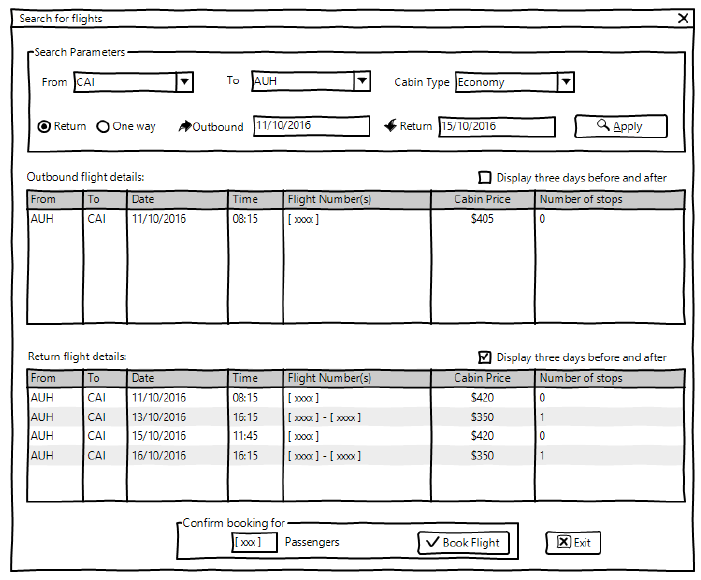 Search for flights
Search Parameters
From CAI To AUH Cabin Type Economy
Return One way Outbound 11/10/2016 Return 15/10/2016 Apply
Outbound flight details: Display three days before and after
From To Date Time Flight Number(s) Cabin Price Number of stops
AUH CAI 11/10/2016 08:15 [ xxxx ] $405 0
Return flight details: Display three days before and after
From To Date Time Flight Number(s) Cabin Price Number of stops
AUH CAI 11/10/2016 08:15 [ xxxx ] $420 0
AUH CAI 13/10/2016 16:15 [ xxxx ] - [ xxxx ] $350 1
AUH CAI 15/10/2016 11:45 [ xxxx ] $420 0
AUH CAI 16/10/2016 16:15 [ xxxx ] - [ xxxx ] $350 1
Confirm booking for
[ xxx ] Passengers Book Flight Exit